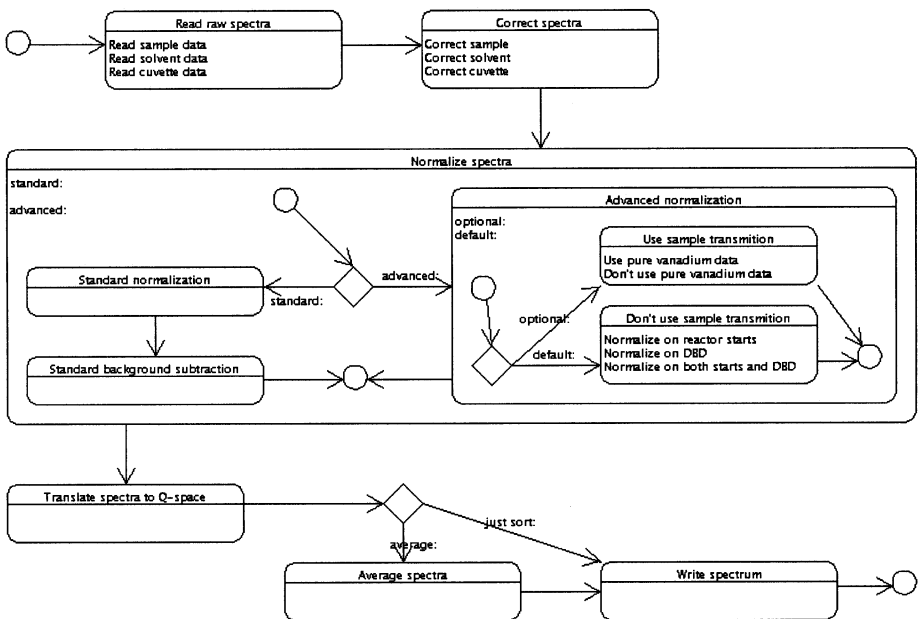 Read raw spectra
Read sample data
Read solvent data
Read cuvette data
Correct spectra
Correct sample
Correct solvent
Correct cuvette
Normalize spectra
standard:
advanced:
Advanced normalization
optional:
default:
Use sample transmition
Use pure vanadium data
Don't use pure vanadium data
Standard normalization
standard:
advanced:
optional:
default:
Don't use sample transmition
Normalize on reactor starts
Normalize on DBD
Normalize on both starts and DBD
Standard background subtraction
Translate spectra to Q-space
just sort:
average:
Average spectra
Write spectrum